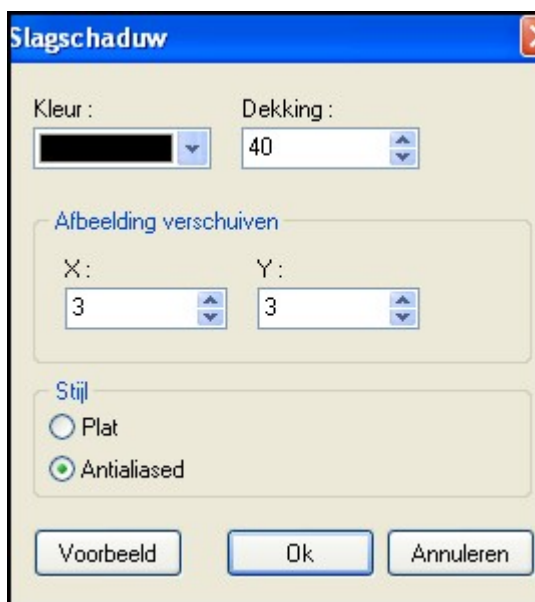 Slagschaduw
Kleur : Dekking :
40
Afbeelding verschuiven
X : Y :
3 3
Stijl
Plat
Antialiased
Voorbeeld Ok Annuleren